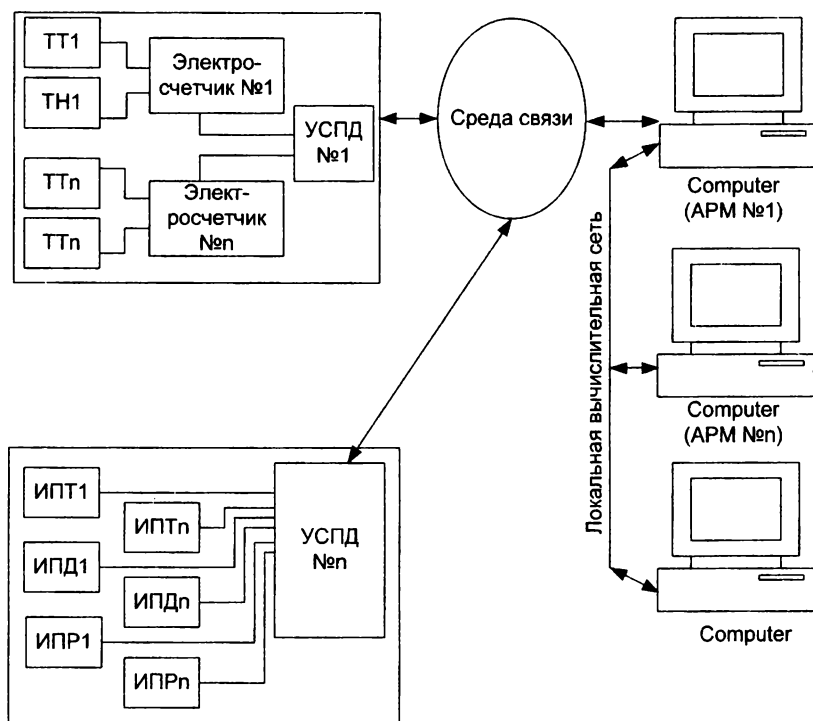 ТТ1
ТН1
ТТn
ТТn
Электро-
счетчик №1
Элект-
росчетчик
№n
УСПД
№1
Среда связи
Computer
(АРМ №1)
Локальная вычислительная сеть
Computer
(АРМ №n)
Computer
ИПТ1
ИПТn
ИПД1
ИПДn
ИПР1
ИПРn
УСПД
№n